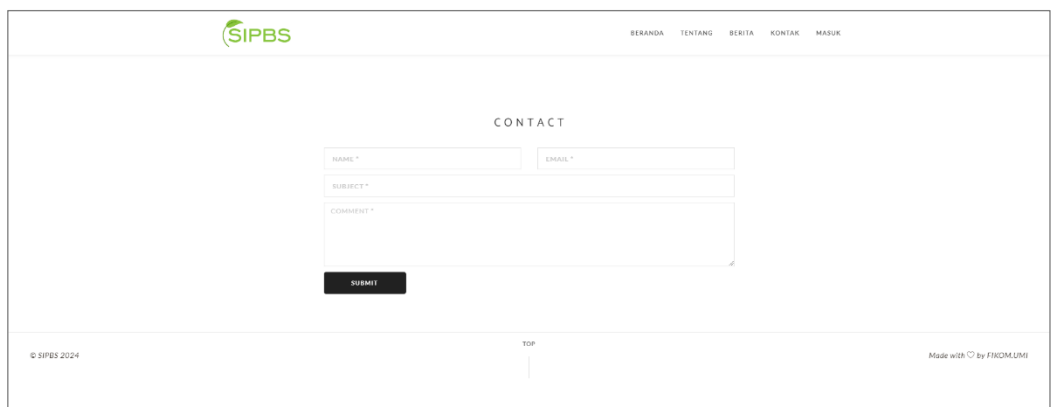 SIPBS
BERANDA TENTANG BERITA KONTAK MASUK
CONTACT
NAME * EMAIL *
SUBJECT *
COMMENT *
SUBMIT
TOP
© SIPBS 2024 Made with ♡ by FIKOM.UMI